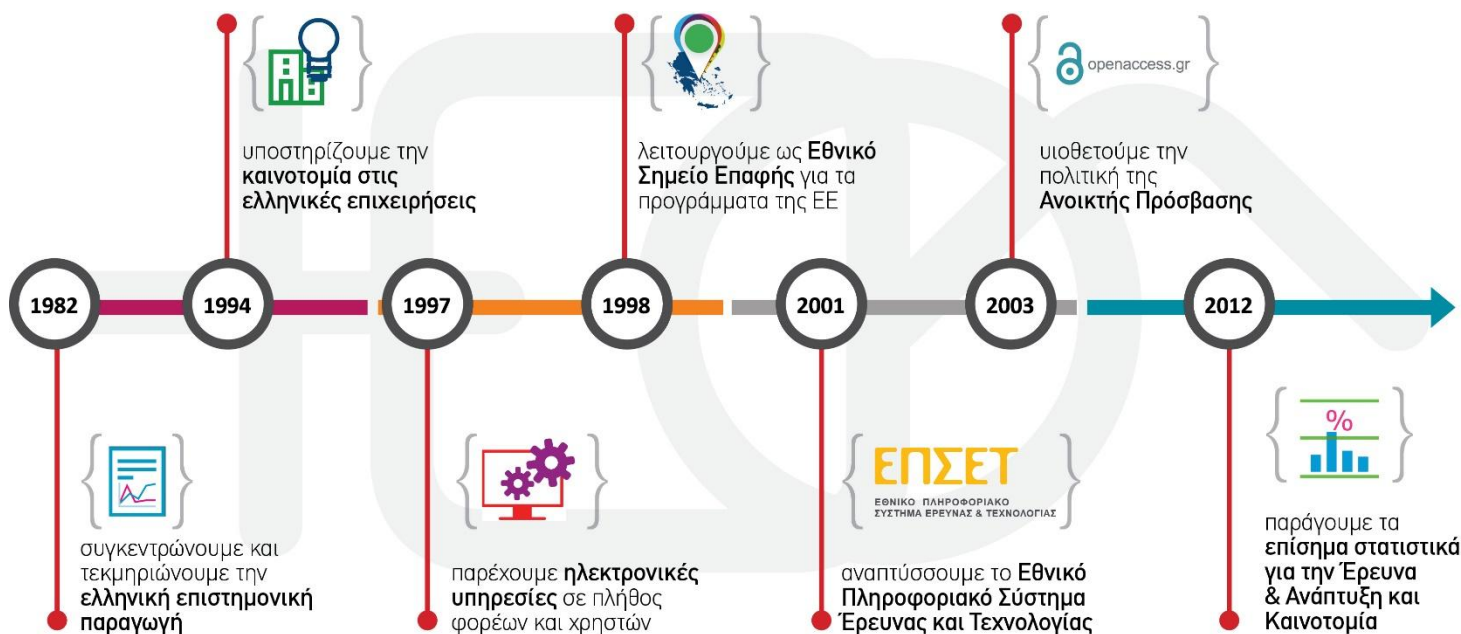 openaccess.gr
υποστηρίζουμε την
καινοτομία στις
ελληνικές επιχειρήσεις
λειτουργούμε ως Εθνικό
Σημείο Επαφής για τα
προγράμματα της ΕΕ
υιοθετούμε την
πολιτική της
Ανοικτής Πρόσβασης
1982
1994
1997
1998
2001
2003
2012
συγκεντρώνουμε και
τεκμηριώνουμε την
ελληνική επιστημονική
παραγωγή
παρέχουμε ηλεκτρονικές
υπηρεσίες σε πλήθος
φορέων και χρηστών
ΕΠΣΕΤ
ΕΘΝΙΚΟ ΠΛΗΡΟΦΟΡΙΑΚΟ
ΣΥΣΤΗΜΑ ΕΡΕΥΝΑΣ & ΤΕΧΝΟΛΟΓΙΑΣ
αναπτύσσουμε το Εθνικό
Πληροφοριακό Σύστημα
Έρευνας και Τεχνολογίας
%
παράγουμε τα
επίσημα στατιστικά
για την Έρευνα
& Ανάπτυξη και
Καινοτομία